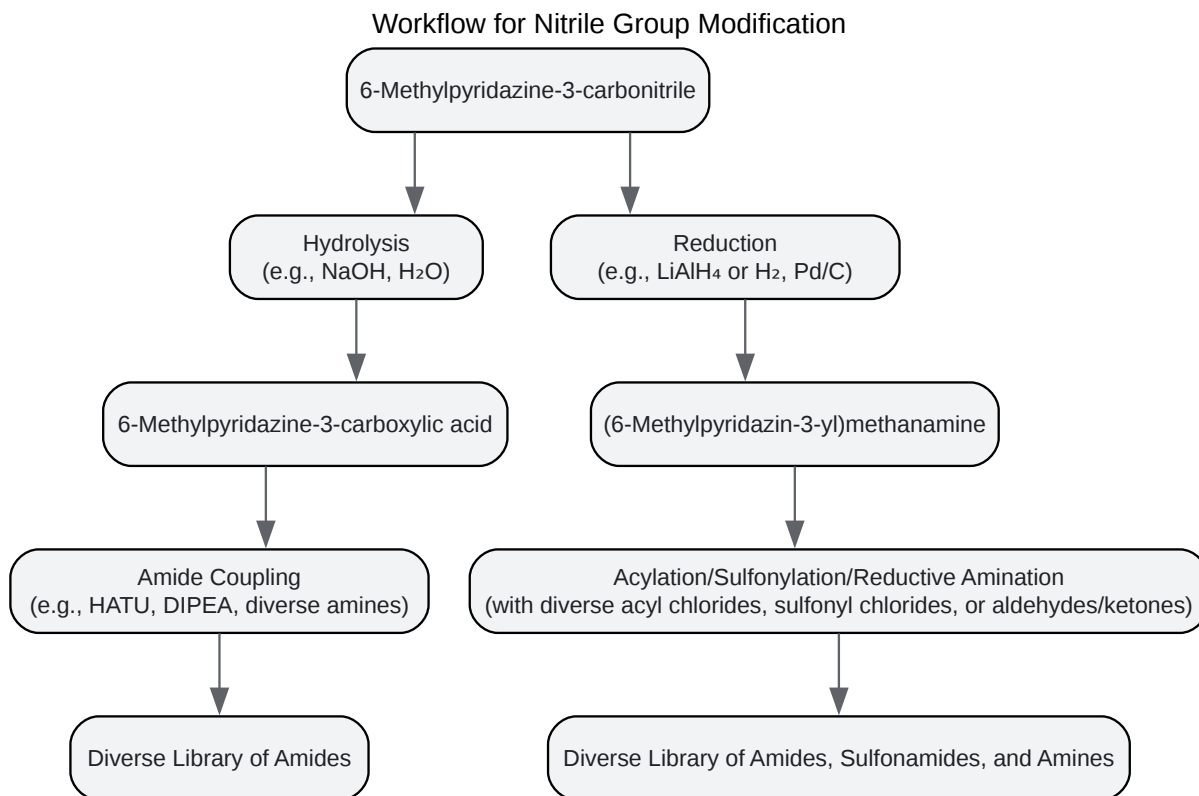 Workflow for Nitrile Group Modification
6-Methylpyridazine-3-carbonitrile
Hydrolysis
(e.g., NaOH, H₂O)
Reduction
(e.g., LiAlH₄ or H₂, Pd/C)
6-Methylpyridazine-3-carboxylic acid
(6-Methylpyridazin-3-yl)methanamine
Amide Coupling
(e.g., HATU, DIPEA, diverse amines)
Acylation/Sulfonylation/Reductive Amination
(with diverse acyl chlorides, sulfonyl chlorides, or aldehydes/ketones)
Diverse Library of Amides
Diverse Library of Amides, Sulfonamides, and Amines